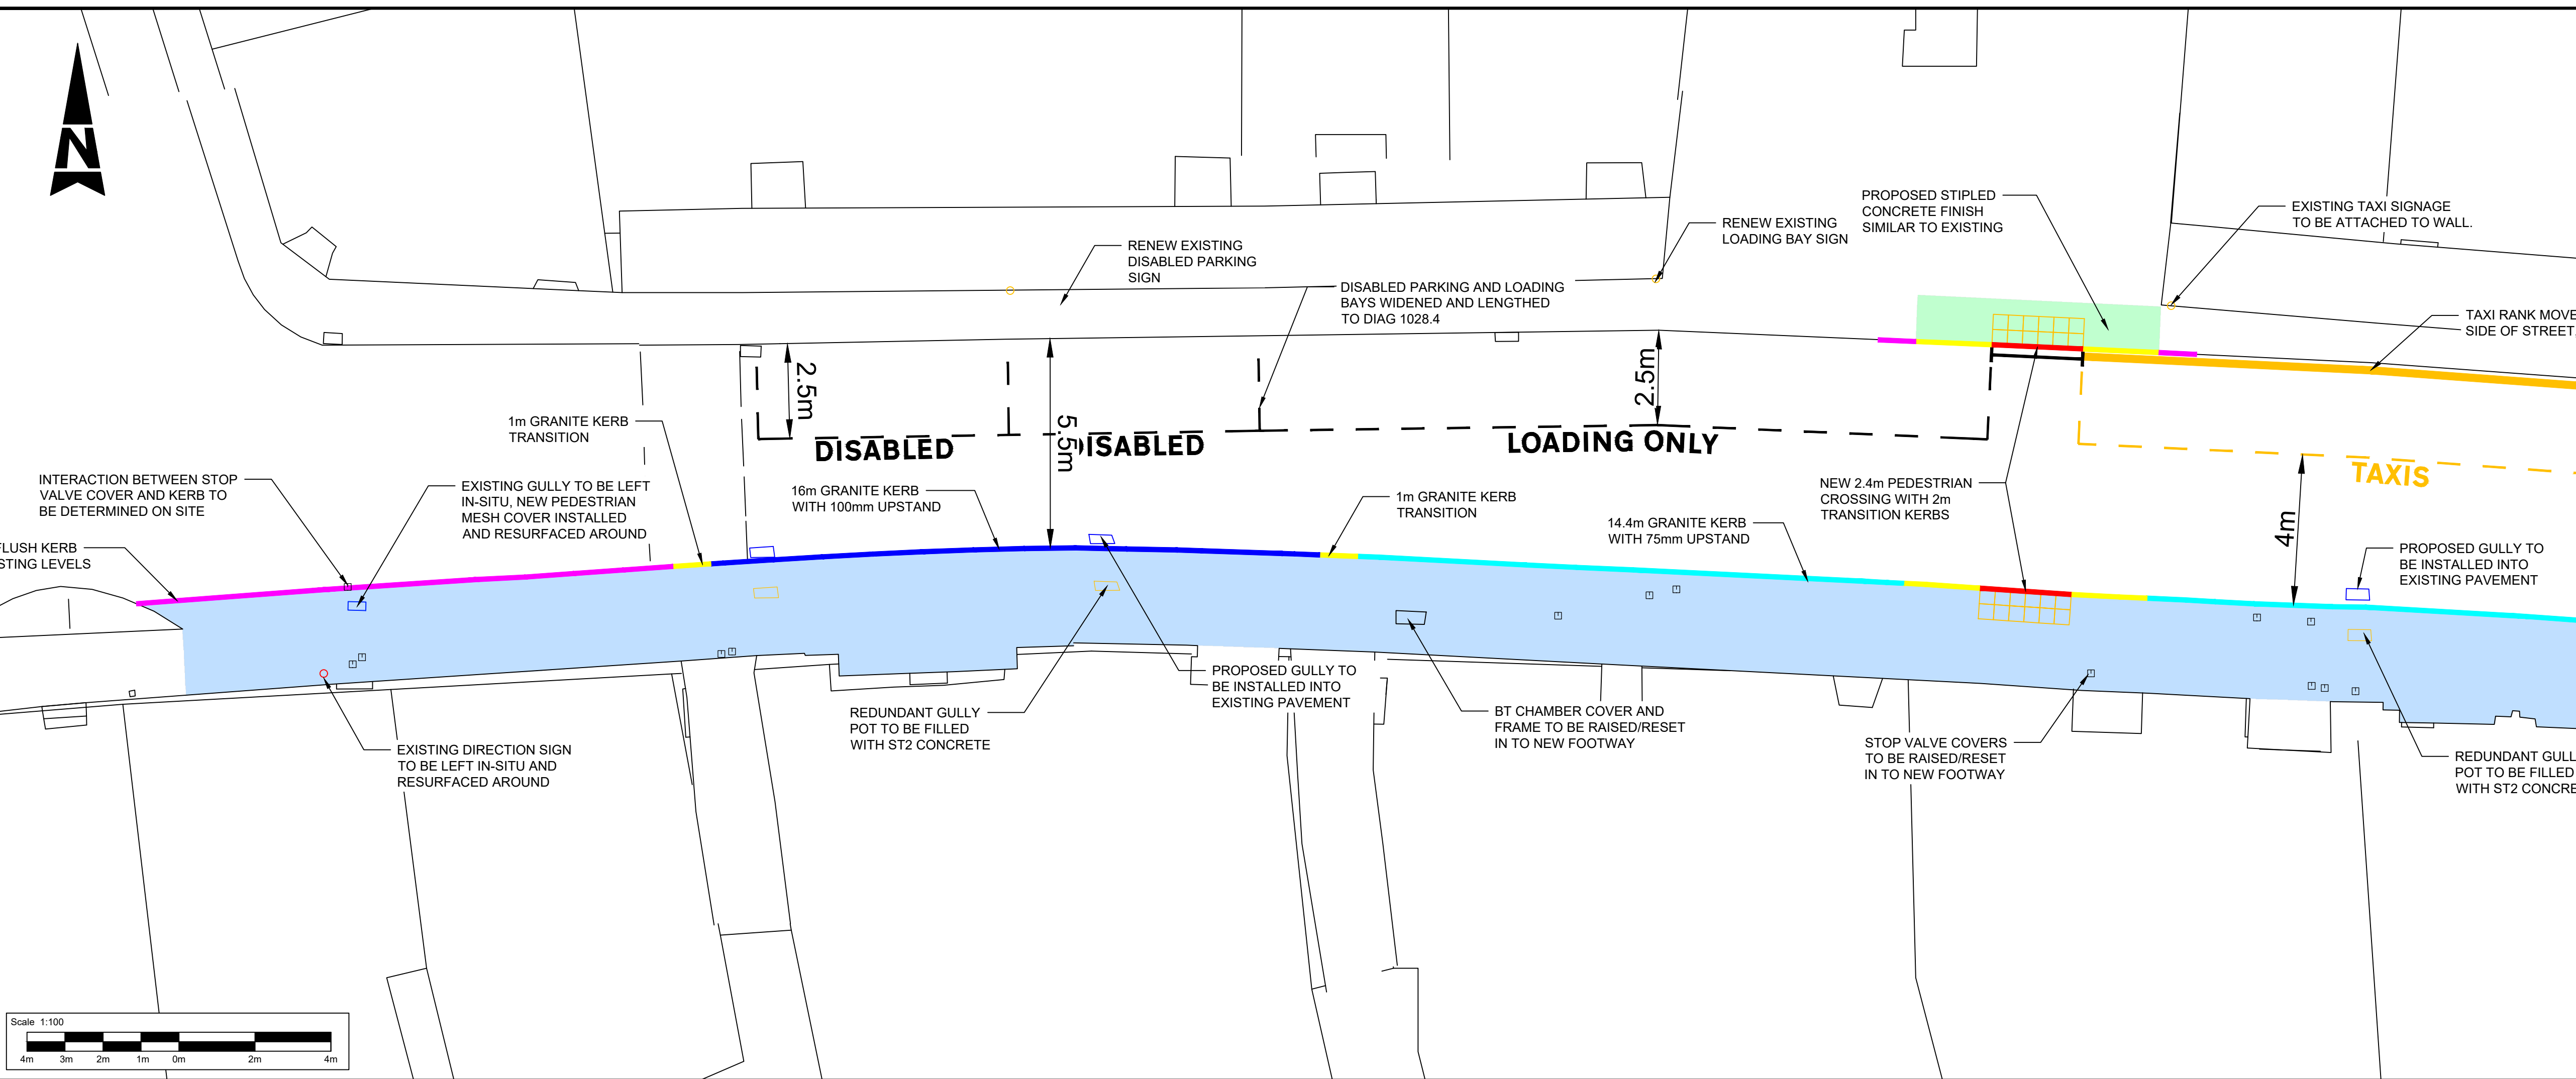 N
PROPOSED STIPLED
CONCRETE FINISH
SIMILAR TO EXISTING
EXISTING TAXI SIGNAGE
TO BE ATTACHED TO WALL.
RENEW EXISTING
LOADING BAY SIGN
RENEW EXISTING
DISABLED PARKING
SIGN
DISABLED PARKING AND LOADING
BAYS WIDENED AND LENGTHED
TO DIAG 1028.4
TAXI RANK MOVE
SIDE OF STREET
2.5m
2.5m
5.5m
DISABLED
ISABLED
LOADING ONLY
TAXIS
4m
1m GRANITE KERB
TRANSITION
INTERACTION BETWEEN STOP
VALVE COVER AND KERB TO
BE DETERMINED ON SITE
EXISTING GULLY TO BE LEFT
IN-SITU, NEW PEDESTRIAN
MESH COVER INSTALLED
AND RESURFACED AROUND
16m GRANITE KERB
WITH 100mm UPSTAND
1m GRANITE KERB
TRANSITION
14.4m GRANITE KERB
WITH 75mm UPSTAND
NEW 2.4m PEDESTRIAN
CROSSING WITH 2m
TRANSITION KERBS
FLUSH KERB
STING LEVELS
PROPOSED GULLY TO
BE INSTALLED INTO
EXISTING PAVEMENT
PROPOSED GULLY TO
BE INSTALLED INTO
EXISTING PAVEMENT
REDUNDANT GULLY
POT TO BE FILLED
WITH ST2 CONCRETE
BT CHAMBER COVER AND
FRAME TO BE RAISED/RESET
IN TO NEW FOOTWAY
EXISTING DIRECTION SIGN
TO BE LEFT IN-SITU AND
RESURFACED AROUND
STOP VALVE COVERS
TO BE RAISED/RESET
IN TO NEW FOOTWAY
REDUNDANT GULL
POT TO BE FILLED
WITH ST2 CONCRE
Scale 1:100
4m 3m 2m 1m 0m 2m 4m